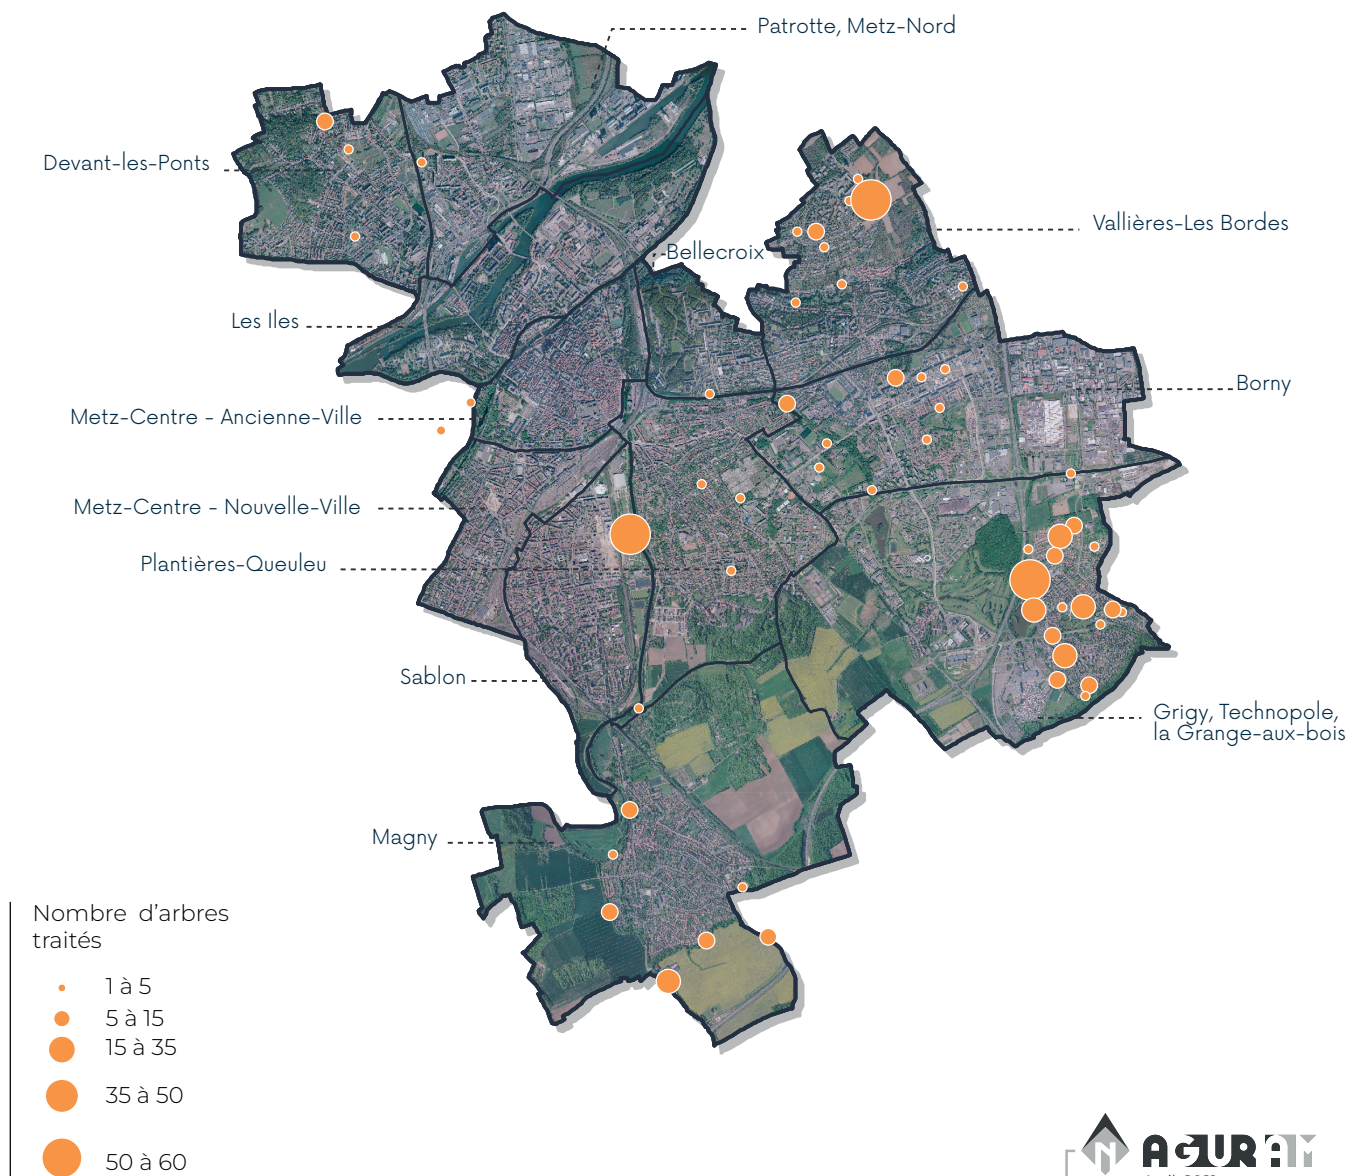 Patrotte, Metz-Nord
Devant-les-Ponts
Vallières-Les Bordes
Bellecroix
Les Iles
Borny
Metz-Centre - Ancienne-Ville
Metz-Centre - Nouvelle-Ville
Plantières-Queuleu
Sablon
Grigy, Technopole,
la Grange-aux-bois
Magny
Nombre d'arbres
traités
1 à 5
5 à 15
15 à 35
35 à 50
50 à 60
N
AGURAM